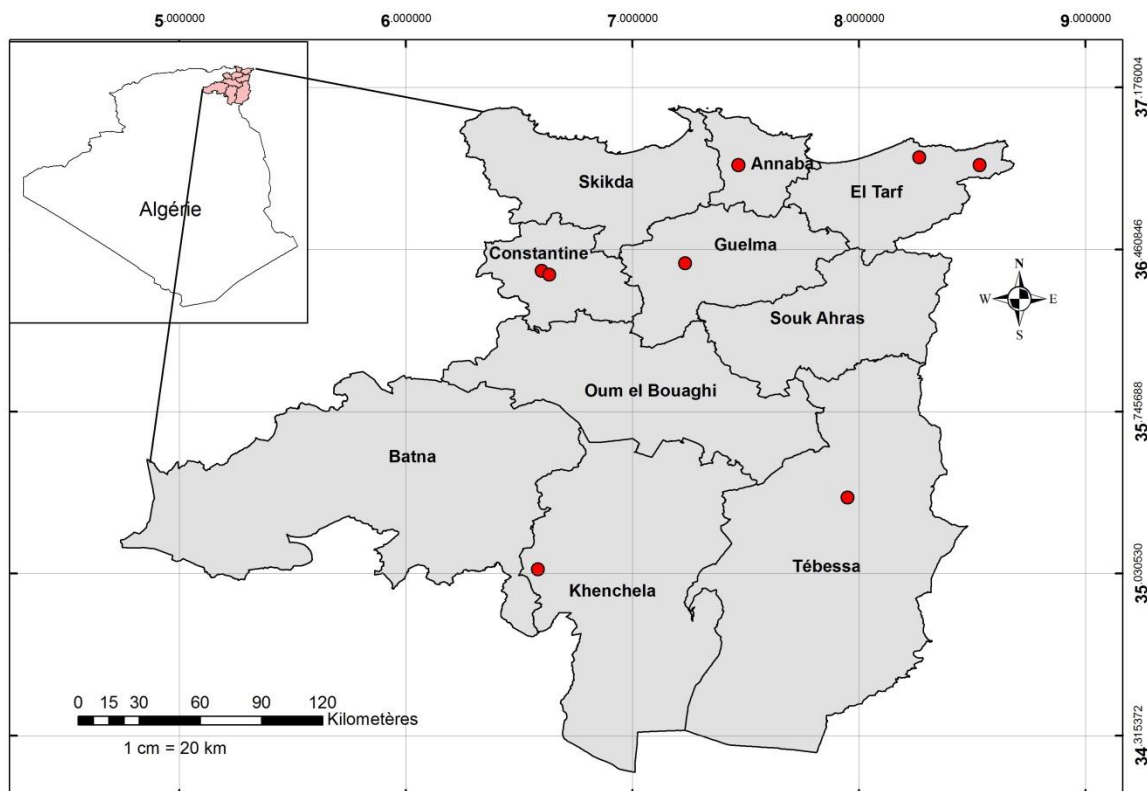 5.000000 6.000000 7.000000 8.000000 9.000000
37.176004
36.460846
35.745688
35.030530
34.315372
Algérie
Skikda
Annaba
El Tarf
Constantine
Guelma
Souk Ahras
Oum el Bouaghi
Batna
Khenchela
Tébessa
N
W E
S
0 15 30 60 90 120
Kilometères
1 cm = 20 km